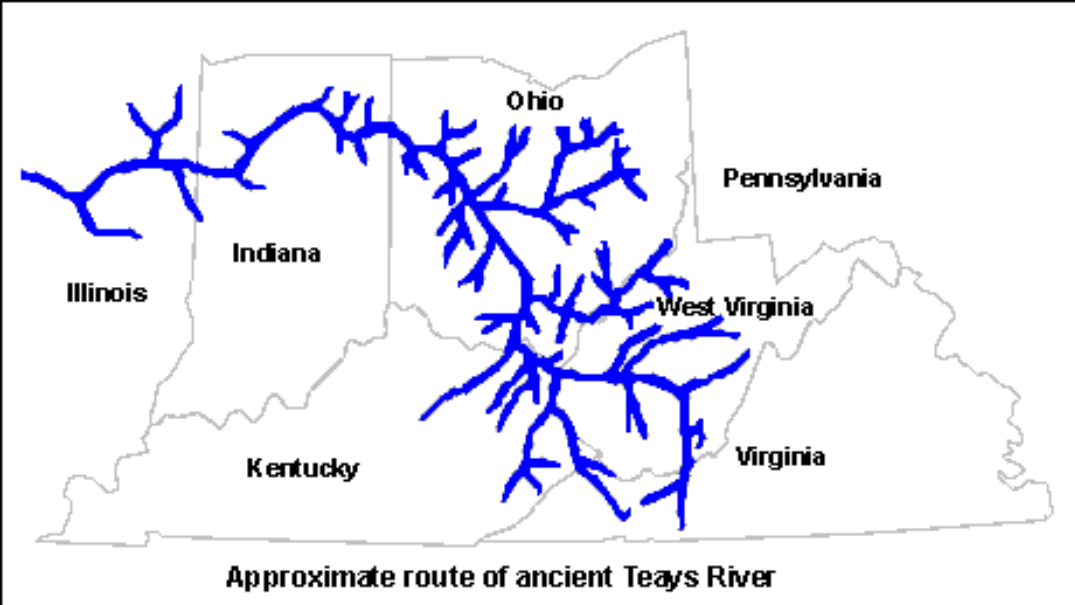 Ohio
Pennsylvania
Indiana
Illinois
West Virginia
Virginia
Kentucky
Approximate route of ancient Teays River